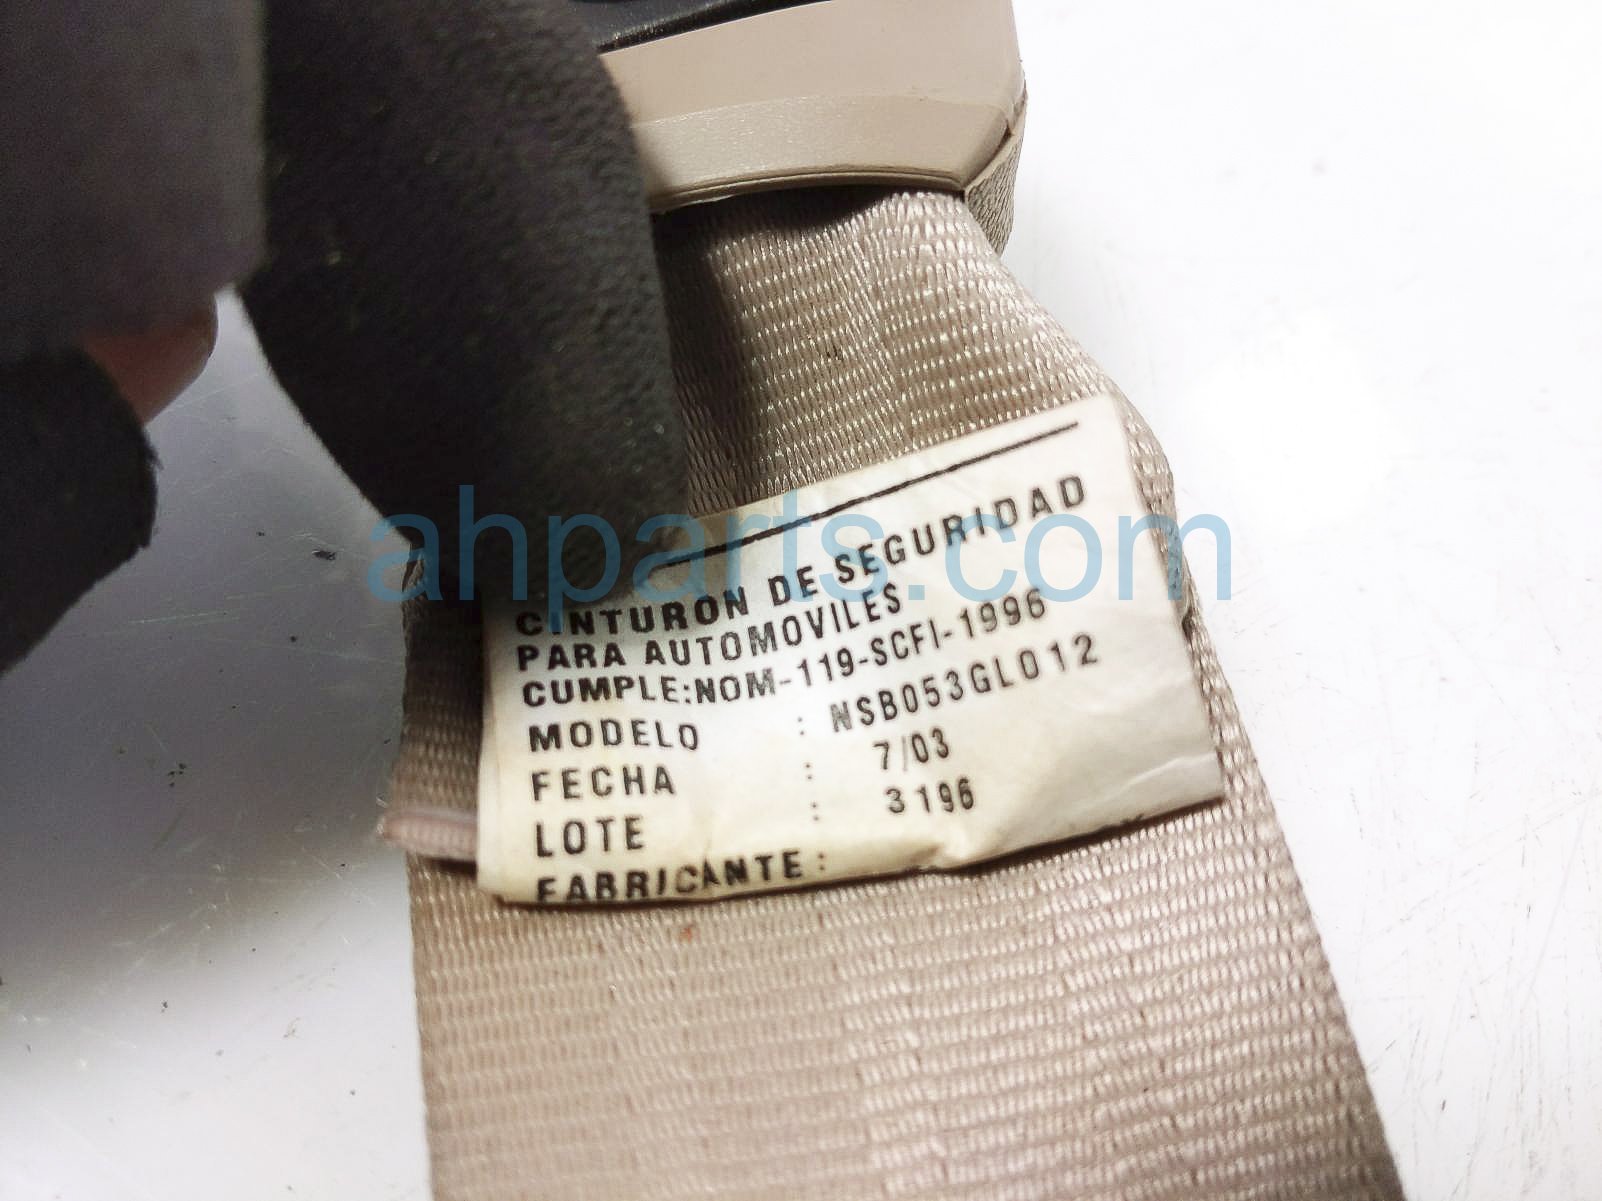 CINTURON DE SEGURIDAD
PARA AUTOMOVILES
CUMPLE:NOM-119-SCFI-1996
MODELO : NSB053GL012
FECHA : 7/03
LOTE : 3196
FABRICANTE:
ahparts.com